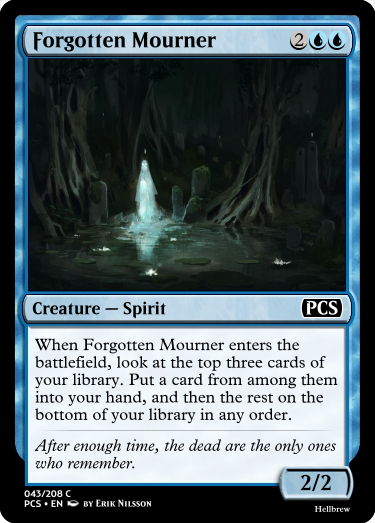 Forgotten Mourner 2
Creature — Spirit PCS
When Forgotten Mourner enters the
battlefield, look at the top three cards of
your library. Put a card from among them
into your hand, and then the rest on the
bottom of your library in any order.
After enough time, the dead are the only ones
who remember.
2/2
043/208 C
PCS • EN BY ERIK NILSSON
Hellbrew